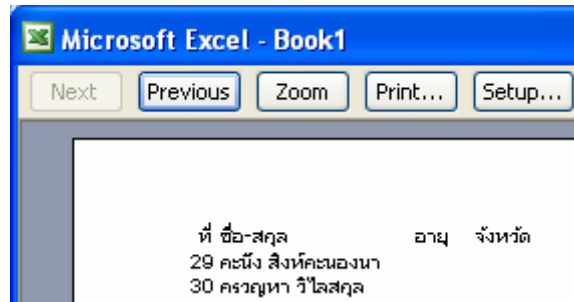 Microsoft Excel - Book1
Next Previous Zoom Print... Setup...
ที่ ชื่อ-สกุล อายุ จังหวัด
29 คะนึง สิงห์คะนองนา
30 ครวญหา วิไลสกุล